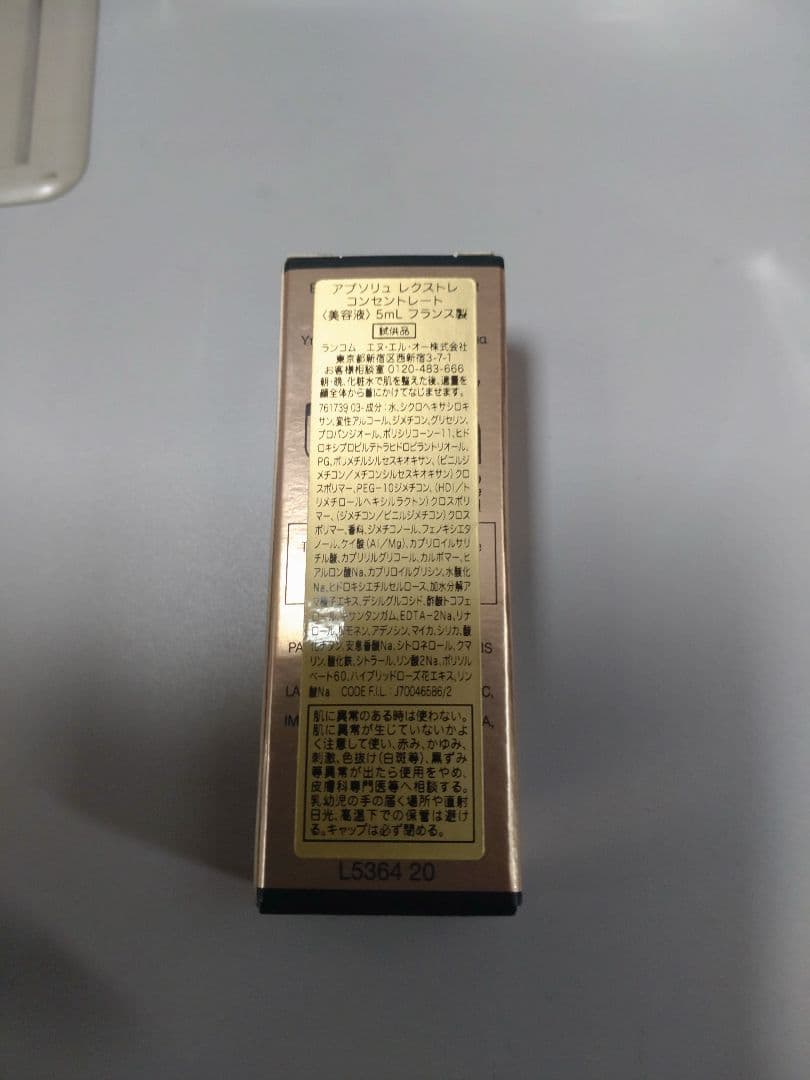 アプソリュ レクストレ
コンセントレート
〈美容液〉5mL フランス製
試供品
ランコム エヌ・エル・オー株式会社
東京都新宿区西新宿3-7-1
お客様相談室 0120-483-666
朝・晩、化粧水で肌を整えた後、適量を
顔全体から首にかけてなじませます。
761739 03-成分:水、シクロヘキサシロキ
サン、変性アルコール、ジメチコン、グリセリン、
プロパンジオール、ポリシリコーン-11、ヒド
ロキシプロピルテトラヒドロピラントリオール、
PG、ポリメチルシルセスキオキサン、(ビニルジ
メチコン/メチコンシルセスキオキサン)クロ
スポリマー、PEG-10ジメチコン、(HDI/ト
リメチロールヘキシルラクトン)クロスポリ
マー、(ジメチコン/ビニルジメチコン)クロス
ポリマー、香料、ジメチコノール、フェノキシエタ
ノール、ケイ酸(Al/Mg)、カプリロイルサリ
チル酸、カプリリルグリコール、カルボマー、ヒ
アルロン酸Na、カプリロイルグリシン、水酸化
Na、ヒドロキシエチルセルロース、加水分解ア
マ種子エキス、デシルグルコシド、酢酸トコフェ
ロール、キサンタンガム、EDTA-2Na、リナ
ロール、リモネン、アデノシン、マイカ、シリカ、酸
化チタン、安息香酸Na、シトロネロール、クマ
リン、酸化鉄、シトラール、リン酸2Na、ポリソル
ベート60、ハイブリッドローズ花エキス、リン
酸Na CODE F.I.L.:J70046586/2
肌に異常のある時は使わない。
肌に異常が生じていないかよ
く注意して使い、赤み、かゆみ、
刺激、色抜け(白斑等)、黒ずみ
等異常が出たら使用をやめ、
皮膚科専門医等へ相談する。
乳幼児の手の届く場所や直射
日光、高温下での保管は避け
る。キャップは必ず閉める。
L5364 20